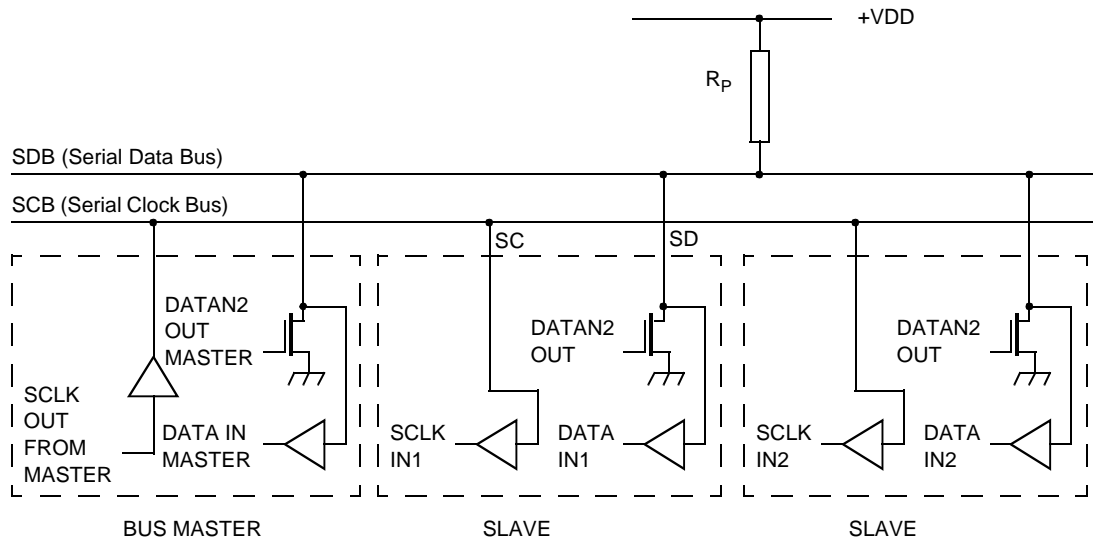 +VDD
RP
SDB (Serial Data Bus)
SCB (Serial Clock Bus)
SC
SD
DATAN2
OUT
MASTER
SCLK
OUT
FROM
MASTER
DATA IN
MASTER
DATAN2
OUT
SCLK
IN1
DATA
IN1
DATAN2
OUT
SCLK
IN2
DATA
IN2
BUS MASTER
SLAVE
SLAVE